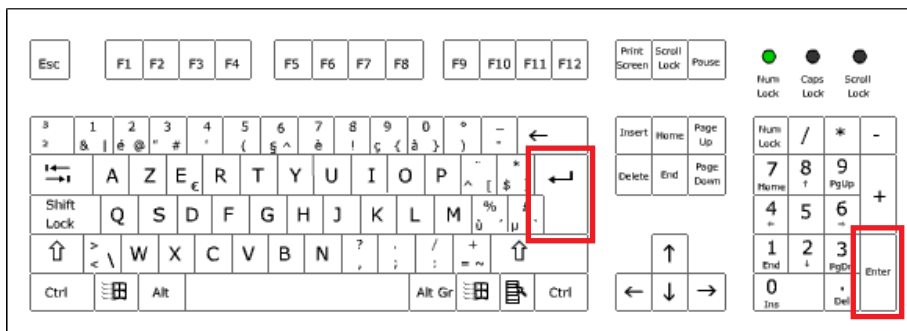 Esc F1 F2 F3 F4 F5 F6 F7 F8 F9 F10 F11 F12 Print Screen Scroll Lock Pause
Num Lock Caps Lock Scroll Lock
³ 1 2 3 4 5 6 7 8 9 0 ° _ ←
² & | é @ " # ' ( § ^ è ! ç { à } ) -
Insert Home Page Up Num Lock / * -
A Z E € R T Y U I O P ¨ ^ [ * $
Delete End Page Down 7 Home 8 ↑ 9 PgUp +
Shift Lock Q S D F G H J K L M % ù ´ £ µ `
4 ← 5 6 →
⇧ > < \ W X C V B N ? , . ; / : + = ~ ⇧
↑ 1 End 2 ↓ 3 PgDn Enter
Ctrl Alt Alt Gr Ctrl
← ↓ → 0 Ins . Del